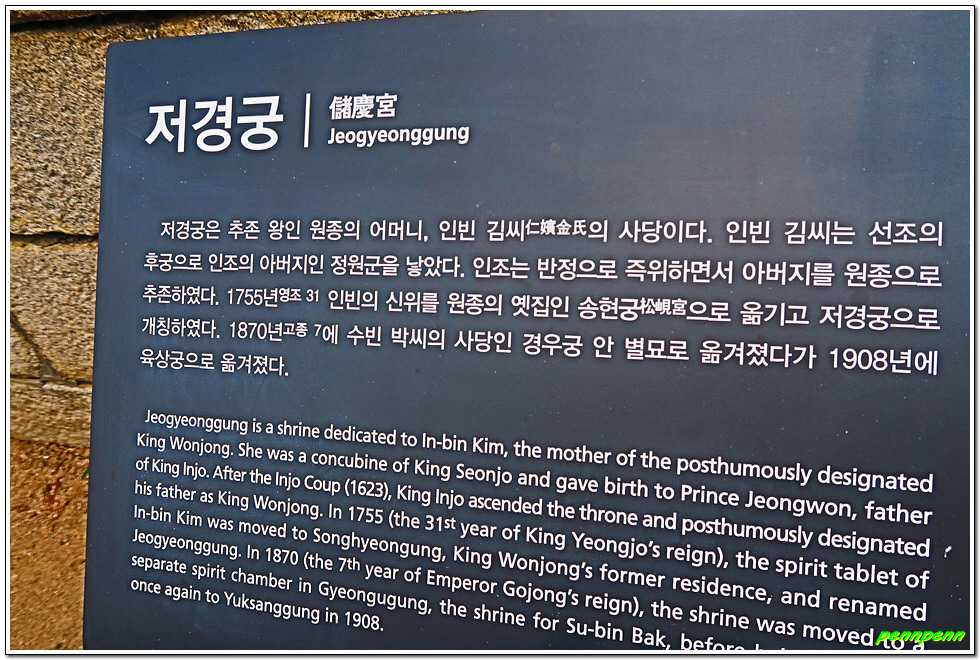 저경궁
儲慶宮
Jeogyeonggung
저경궁은 추존 왕인 원종의 어머니, 인빈 김씨仁嬪金氏의 사당이다. 인빈 김씨는 선조의
후궁으로 인조의 아버지인 정원군을 낳았다. 인조는 반정으로 즉위하면서 아버지를 원종으로
추존하였다. 1755년영조 31 인빈의 신위를 원종의 옛집인 송현궁松峴宮으로 옮기고 저경궁으로
개칭하였다. 1870년고종 7에 수빈 박씨의 사당인 경우궁 안 별묘로 옮겨졌다가 1908년에
육상궁으로 옮겨졌다.
Jeogyeonggung is a shrine dedicated to In-bin Kim, the mother of the posthumously designated
King Wonjong. She was a concubine of King Seonjo and gave birth to Prince Jeongwon, father
of King Injo. After the Injo Coup (1623), King Injo ascended the throne and posthumously designated
his father as King Wonjong. In 1755 (the 31st year of King Yeongjo's reign), the spirit tablet of
In-bin Kim was moved to Songhyeongung, King Wonjong's former residence, and renamed
Jeogyeonggung. In 1870 (the 7th year of Emperor Gojong's reign), the shrine was moved to a
separate spirit chamber in Gyeongugung, the shrine for Su-bin Bak, before
once again to Yuksanggung in 1908.
pennpenn